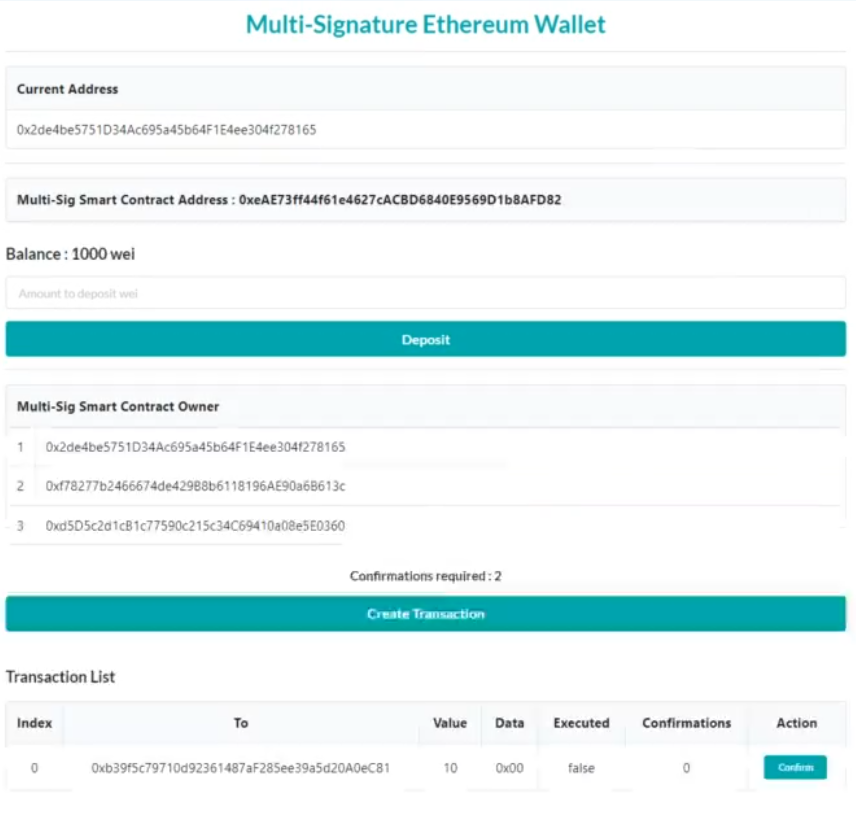 Multi-Signature Ethereum Wallet
Current Address
0x2de4be5751D34Ac695a45b64F1E4ee304f278165
Multi-Sig Smart Contract Address : 0xeAE73ff44f61e4627cACBD6840E9569D1b8AFD82
Balance : 1000 wei
Amount to deposit wei
Deposit
Multi-Sig Smart Contract Owner
1 0x2de4be5751D34Ac695a45b64F1E4ee304f278165
2 0xf78277b2466674de429B8b6118196AE90a6B613c
3 0xd5D5c2d1cB1c77590c215c34C69410a08e5E0360
Confirmations required : 2
Create Transaction
Transaction List
Index To Value Data Executed Confirmations Action
0 0xb39f5c79710d92361487aF285ee39a5d20A0eC81 10 0x00 false 0 Confirm